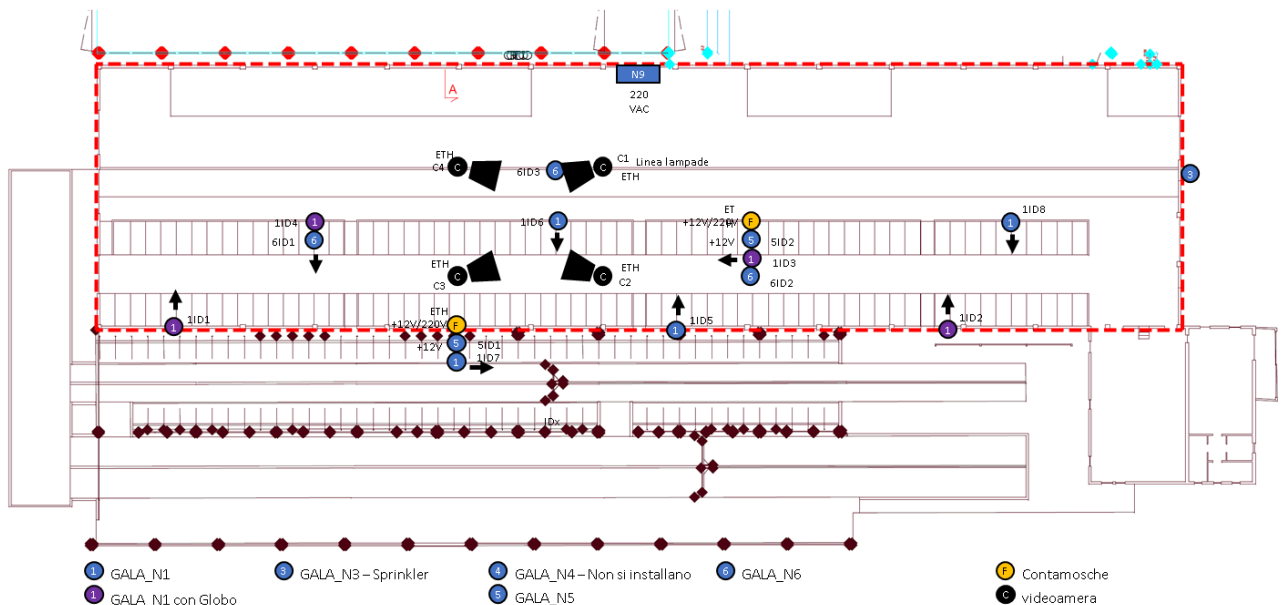 N9
A
220
VAC
ETH
C4
C
6ID3
6
C
C1
Linea lampade
ETH
3
1ID4
1
6ID1
6
1ID6
1
ET
+12V/220V
F
+12V
5
5ID2
1
1ID3
6
6ID2
1ID8
1
ETH
C3
C
ETH
C
C2
1
1ID1
ETH
+12V/220V
F
+12V
5
5ID1
1
1ID7
1
1ID5
1
1ID2
IDx
1 GALA_N1
3 GALA_N3 – Sprinkler
4 GALA_N4 – Non si installano
6 GALA_N6
F Contamosche
1 GALA_N1 con Globo
5 GALA_N5
C videoamera